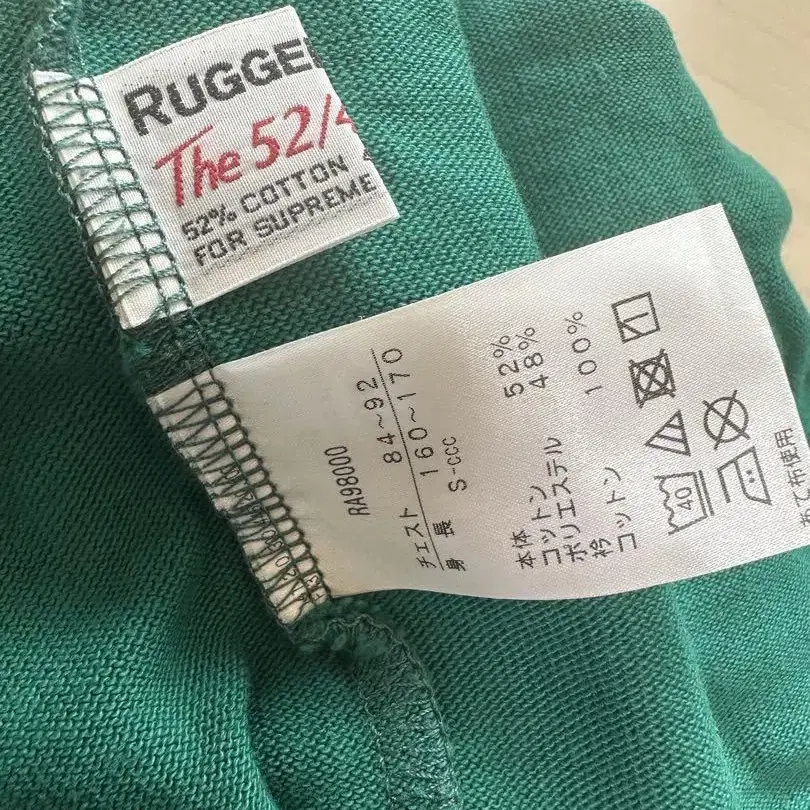 RUGGE
The 52/4
52% COTTON
FOR SUPREME
RA98000
チェスト 84~92
身長 160~170
S-ccc
本体
コットン 52%
ポリエステル 48%
衿
コットン 100%
40
あて布使用